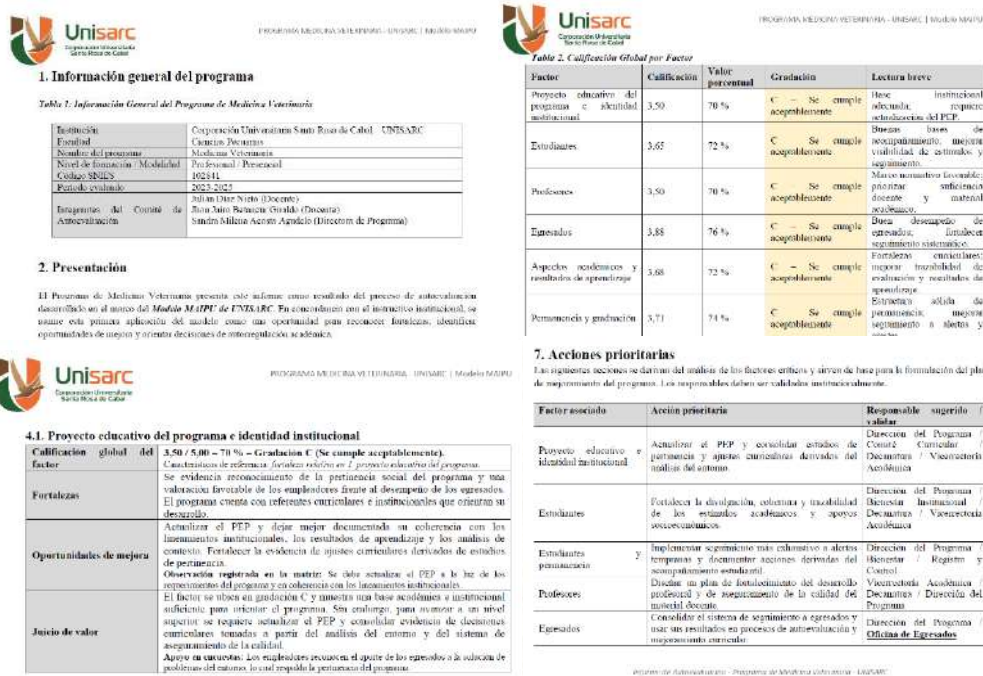 Unisarc
Corporación Universitaria
Santa Rosa de Cabal
PROGRAMA MEDICINA VETERINARIA - UNISARC | Modelo MAIPU
1. Información general del programa
Tabla 1: Información General del Programa de Medicina Veterinaria
Institución Corporación Universitaria Santa Rosa de Cabal – UNISARC
Facultad Ciencias Pecuarias
Nombre del programa Medicina Veterinaria
Nivel de formación / Modalidad Profesional / Presencial
Código SNIES 102841
Periodo evaluado 2023-2025
Integrantes del Comité de Autoevaluación
Julián Díaz Nieto (Docente)
Jhon Jairo Betancur Giraldo (Docente)
Sandra Milena Acosta Agudelo (Directora de Programa)
2. Presentación
El Programa de Medicina Veterinaria presenta este informe como resultado del proceso de autoevaluación
desarrollado en el marco del Modelo MAIPU de UNISARC. En concordancia con el instructivo institucional, se
asume esta primera aplicación del modelo como una oportunidad para reconocer fortalezas, identificar
oportunidades de mejora y orientar decisiones de autorregulación académica.
Unisarc
Corporación Universitaria
Santa Rosa de Cabal
PROGRAMA MEDICINA VETERINARIA - UNISARC | Modelo MAIPU
Tabla 2. Calificación Global por Factor
Factor Calificación Valor porcentual Gradación Lectura breve
Proyecto educativo del programa e identidad institucional 3,50 70 % C – Se cumple aceptablemente Base institucional adecuada; requiere actualización del PEP.
Estudiantes 3,65 72 % C – Se cumple aceptablemente Buenas bases de acompañamiento; mejorar visibilidad de estímulos y seguimiento.
Profesores 3,50 70 % C – Se cumple aceptablemente Marco normativo favorable; priorizar suficiencia docente y material académico.
Egresados 3,88 76 % C – Se cumple aceptablemente Buen desempeño de egresados; fortalecer seguimiento sistemático.
Aspectos académicos y resultados de aprendizaje 3,68 72 % C – Se cumple aceptablemente Fortalezas curriculares; mejorar trazabilidad de evaluación y resultados de aprendizaje.
Permanencia y graduación 3,71 74 % C – Se cumple aceptablemente Estructura sólida de permanencia; mejorar seguimiento a alertas y
Unisarc
Corporación Universitaria
Santa Rosa de Cabal
PROGRAMA MEDICINA VETERINARIA - UNISARC | Modelo MAIPU
4.1. Proyecto educativo del programa e identidad institucional
Calificación global del factor
3,50 / 5,00 – 70 % – Gradación C (Se cumple aceptablemente).
Características de referencia: fortaleza relativa en 1 proyecto educativo del programa.
Fortalezas
Se evidencia reconocimiento de la pertinencia social del programa y una
valoración favorable de los empleadores frente al desempeño de los egresados.
El programa cuenta con referentes curriculares e institucionales que orientan su
desarrollo.
Oportunidades de mejora
Actualizar el PEP y dejar mejor documentada su coherencia con los
lineamientos institucionales, los resultados de aprendizaje y los análisis de
contexto. Fortalecer la evidencia de ajustes curriculares derivados de estudios
de pertinencia.
Observación registrada en la matriz: Se debe actualizar el PEP a la luz de los
requerimientos del programa y en coherencia con los lineamientos institucionales.
Juicio de valor
El factor se ubica en gradación C y muestra una base académica e institucional
suficiente para orientar el programa. Sin embargo, para avanzar a un nivel
superior se requiere actualizar el PEP y consolidar evidencia de decisiones
curriculares tomadas a partir del análisis del entorno y del sistema de
aseguramiento de la calidad.
Apoyo en encuestas: Los empleadores reconocen el aporte de los egresados a la solución de
problemas del entorno, lo cual respalda la pertinencia del programa.
7. Acciones prioritarias
Las siguientes acciones se derivan del análisis de los factores críticos y sirven de base para la formulación del plan
de mejoramiento del programa. Los responsables deben ser validados institucionalmente.
Factor asociado Acción prioritaria Responsable sugerido / validar
Proyecto educativo e identidad institucional
Actualizar el PEP y consolidar estudios de pertinencia y ajustes curriculares derivados del análisis del entorno.
Dirección del Programa / Comité Curricular / Decanatura / Vicerrectoría Académica
Estudiantes
Fortalecer la divulgación, cobertura y trazabilidad de los estímulos académicos y apoyos socioeconómicos.
Dirección del Programa / Bienestar Institucional / Decanatura / Vicerrectoría Académica
Estudiantes y permanencia
Implementar seguimiento más exhaustivo a alertas tempranas y documentar acciones derivadas del acompañamiento estudiantil.
Dirección del Programa / Bienestar / Registro y Control
Profesores
Diseñar un plan de fortalecimiento del desarrollo profesoral y de aseguramiento de la calidad del material docente.
Vicerrectoría Académica / Decanatura / Dirección del Programa
Egresados
Consolidar el sistema de seguimiento a egresados y usar sus resultados en procesos de autoevaluación y mejoramiento curricular.
Dirección del Programa / Oficina de Egresados
Informe de Autoevaluación - Programa de Medicina Veterinaria - UNISARC